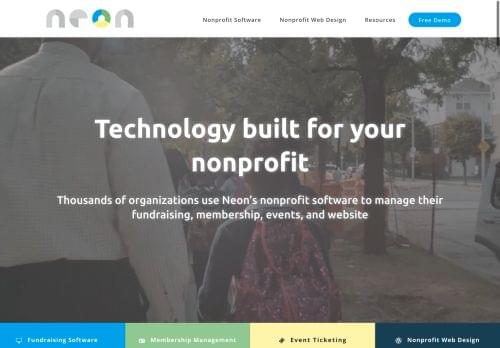 neon
Nonprofit Software Nonprofit Web Design Resources Free Demo
Technology built for your
nonprofit
Thousands of organizations use Neon's nonprofit software to manage their
fundraising, membership, events, and website
Fundraising Software Membership Management Event Ticketing Nonprofit Web Design